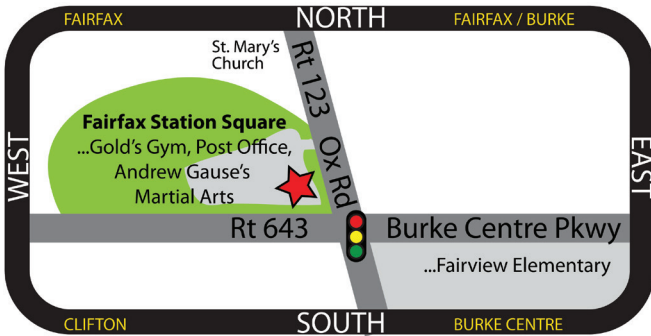 FAIRFAX
NORTH
FAIRFAX / BURKE
St. Mary's
Church
Rt 123
Ox Rd
Fairfax Station Square
...Gold's Gym, Post Office,
Andrew Gause's
Martial Arts
WEST
EAST
Rt 643
Burke Centre Pkwy
...Fairview Elementary
CLIFTON
SOUTH
BURKE CENTRE